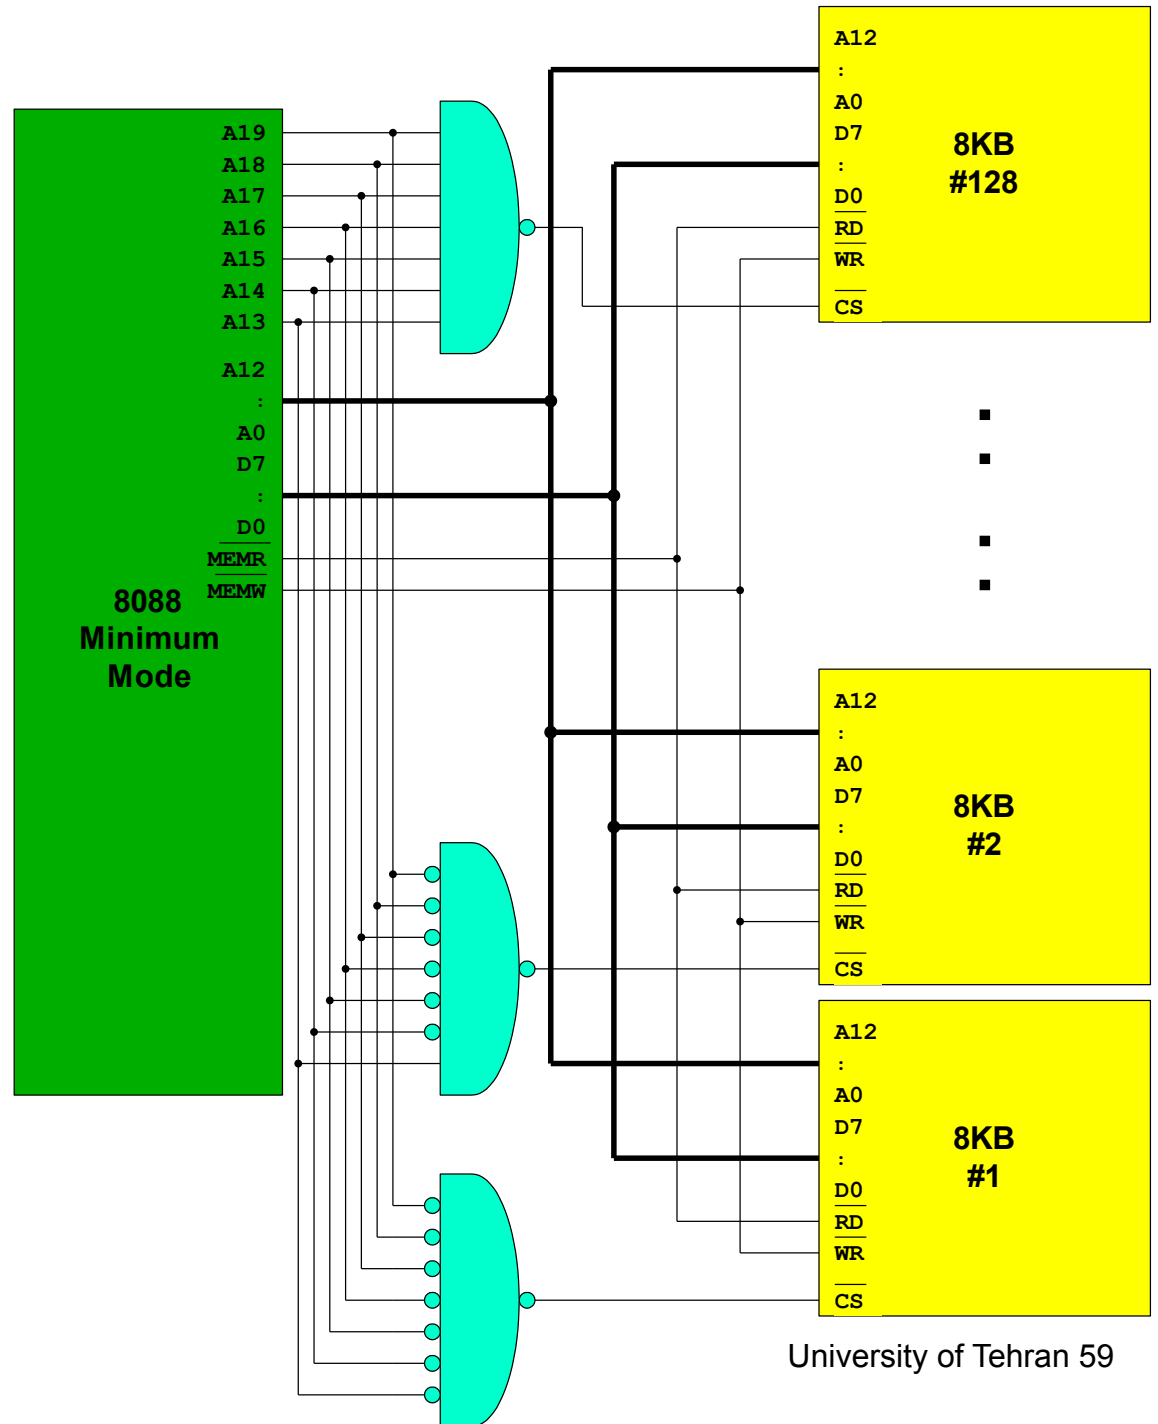 A19
A18
A17
A16
A15
A14
A13
A12
:
A0
D7
:
D0
MEMR
MEMW
8088
Minimum
Mode
A12
:
A0
D7
:
D0
RD
WR
CS
8KB
#128
A12
:
A0
D7
:
D0
RD
WR
CS
8KB
#2
A12
:
A0
D7
:
D0
RD
WR
CS
8KB
#1
University of Tehran 59